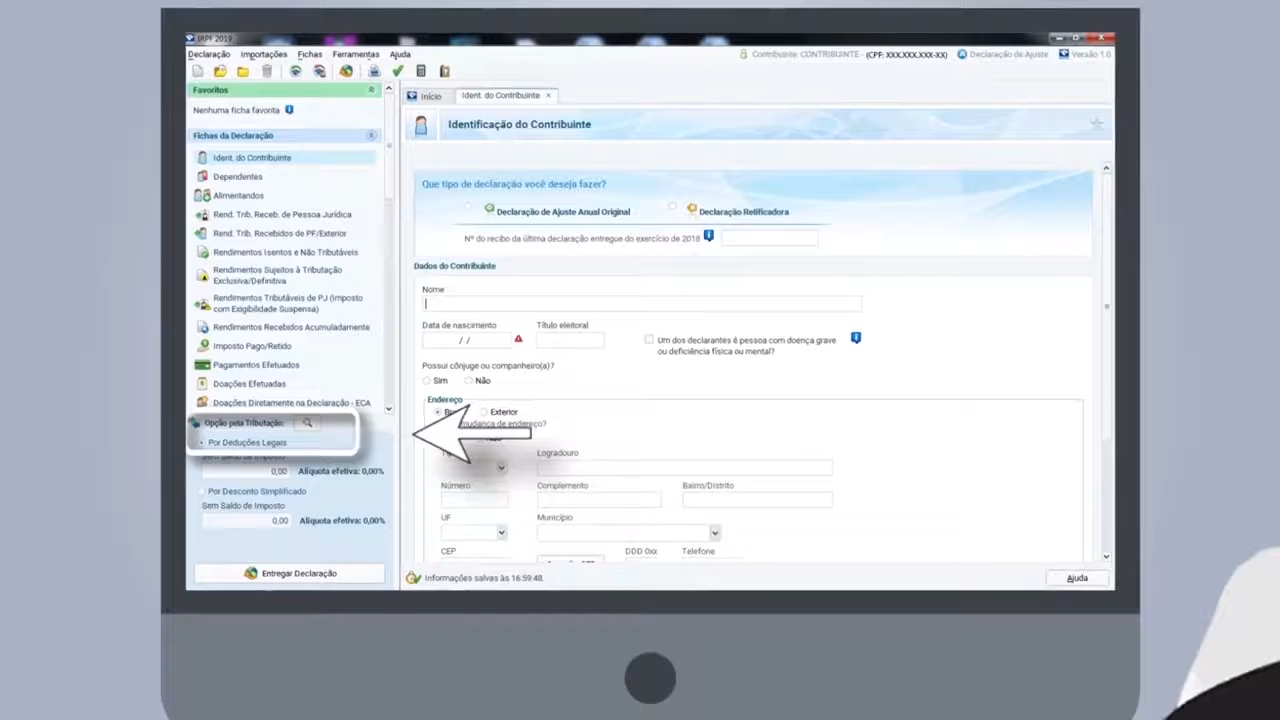 IRPF 2019
Declaração Importações Fichas Ferramentas Ajuda
Contribuinte: CONTRIBUINTE - (CPF: XXX.XXX.XXX-XX) Declaração de Ajuste Versão 1.0
Favoritos
Nenhuma ficha favorita
Fichas da Declaração
Ident. do Contribuinte
Dependentes
Alimentandos
Rend. Trib. Receb. de Pessoa Jurídica
Rend. Trib. Recebidos de PF/Exterior
Rendimentos Isentos e Não Tributáveis
Rendimentos Sujeitos à Tributação
Exclusiva/Definitiva
Rendimentos Tributáveis de PJ (Imposto
com Exigibilidade Suspensa)
Rendimentos Recebidos Acumuladamente
Imposto Pago/Retido
Pagamentos Efetuados
Doações Efetuadas
Doações Diretamente na Declaração - ECA
Opção pela Tributação:
Por Deduções Legais
Sem Saldo de Imposto
0,00 Alíquota efetiva: 0,00%
Por Desconto Simplificado
Sem Saldo de Imposto
0,00 Alíquota efetiva: 0,00%
Entregar Declaração
Início Ident. do Contribuinte ×
Identificação do Contribuinte
Que tipo de declaração você deseja fazer?
Declaração de Ajuste Anual Original Declaração Retificadora
Nº do recibo da última declaração entregue do exercício de 2018
Dados do Contribuinte
Nome
Data de nascimento Título eleitoral
/ /
Um dos declarantes é pessoa com doença grave
ou deficiência física ou mental?
Possui cônjuge ou companheiro(a)?
Sim Não
Endereço
Exterior
mudança de endereço?
Logradouro
Número Complemento Bairro/Distrito
UF Município
CEP DDD 0xx Telefone
Informações salvas às 16:59:48.
Ajuda